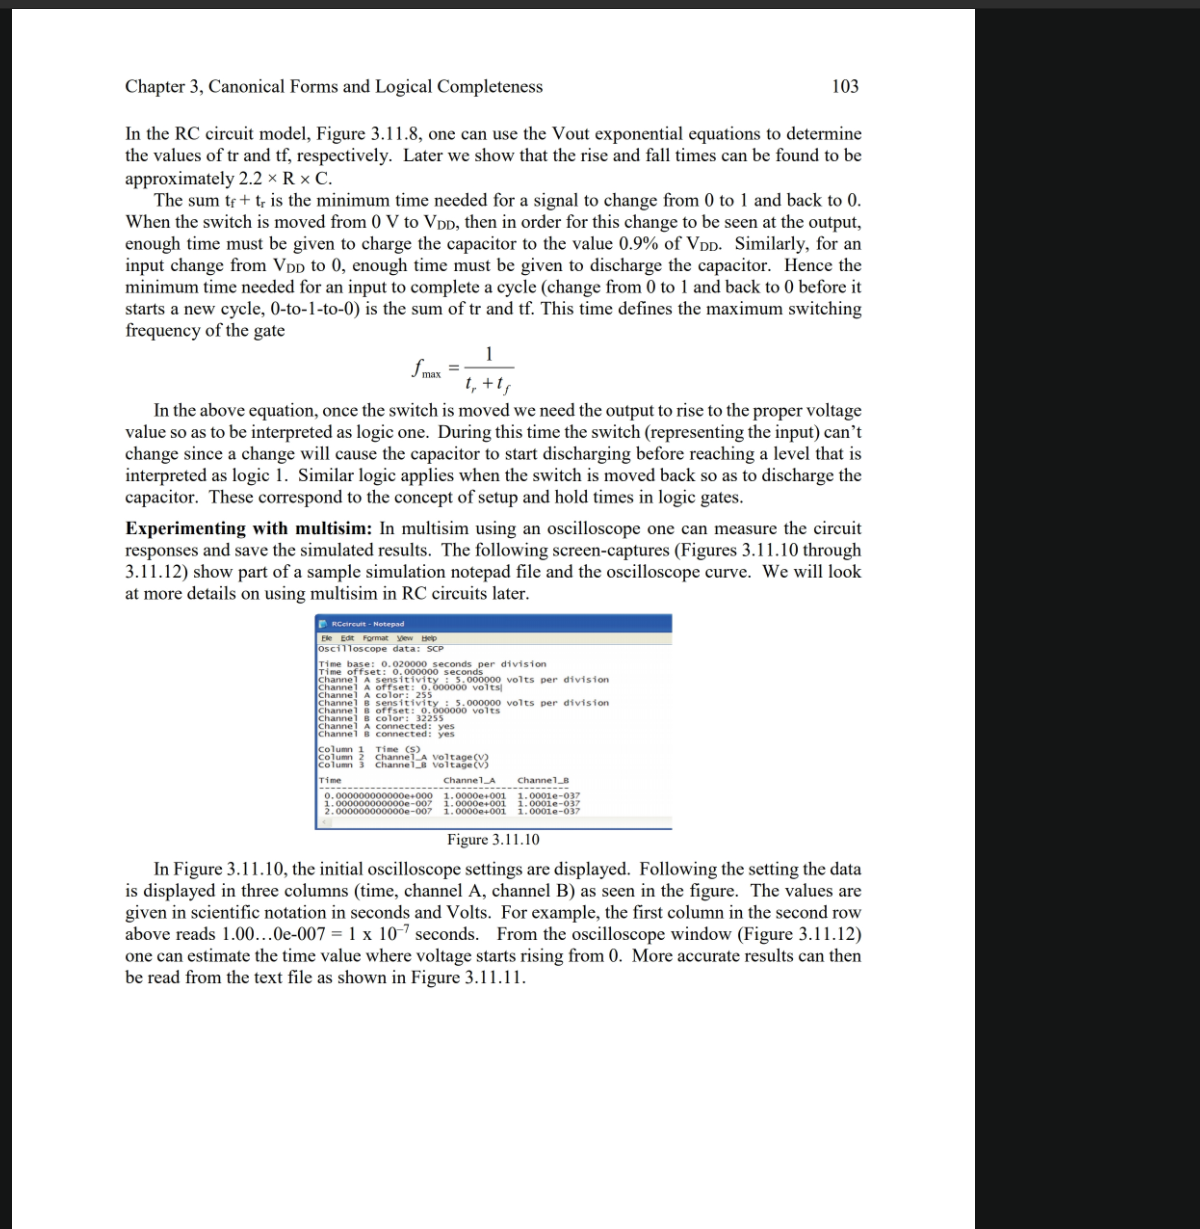 Chapter 3, Canonical Forms and Logical Completeness 103
In the RC circuit model, Figure 3.11.8, one can use the Vout exponential equations to determine
the values of tr and tf, respectively. Later we show that the rise and fall times can be found to be
approximately 2.2 × R × C.
The sum tf + tr is the minimum time needed for a signal to change from 0 to 1 and back to 0.
When the switch is moved from 0 V to VDD, then in order for this change to be seen at the output,
enough time must be given to charge the capacitor to the value 0.9% of VDD. Similarly, for an
input change from VDD to 0, enough time must be given to discharge the capacitor. Hence the
minimum time needed for an input to complete a cycle (change from 0 to 1 and back to 0 before it
starts a new cycle, 0-to-1-to-0) is the sum of tr and tf. This time defines the maximum switching
frequency of the gate
fmax = 1 / (tr + tf)
In the above equation, once the switch is moved we need the output to rise to the proper voltage
value so as to be interpreted as logic one. During this time the switch (representing the input) can’t
change since a change will cause the capacitor to start discharging before reaching a level that is
interpreted as logic 1. Similar logic applies when the switch is moved back so as to discharge the
capacitor. These correspond to the concept of setup and hold times in logic gates.
Experimenting with multisim: In multisim using an oscilloscope one can measure the circuit
responses and save the simulated results. The following screen-captures (Figures 3.11.10 through
3.11.12) show part of a sample simulation notepad file and the oscilloscope curve. We will look
at more details on using multisim in RC circuits later.
RCcircuit - Notepad
File Edit Format View Help
Oscilloscope data: SCP
Time base: 0.020000 seconds per division
Time offset: 0.000000 seconds
Channel A sensitivity : 5.000000 volts per division
Channel A offset: 0.000000 volts
Channel A color: 255
Channel B sensitivity : 5.000000 volts per division
Channel B offset: 0.000000 volts
Channel B color: 32255
Channel A connected: yes
Channel B connected: yes
Column 1 Time (S)
Column 2 Channel_A Voltage(V)
Column 3 Channel_B Voltage(V)
Time Channel_A Channel_B
0.000000000000e+000 1.0000e+001 1.0001e-037
1.000000000000e-007 1.0000e+001 1.0001e-037
2.000000000000e-007 1.0000e+001 1.0001e-037
Figure 3.11.10
In Figure 3.11.10, the initial oscilloscope settings are displayed. Following the setting the data
is displayed in three columns (time, channel A, channel B) as seen in the figure. The values are
given in scientific notation in seconds and Volts. For example, the first column in the second row
above reads 1.00…0e-007 = 1 x 10⁻⁷ seconds. From the oscilloscope window (Figure 3.11.12)
one can estimate the time value where voltage starts rising from 0. More accurate results can then
be read from the text file as shown in Figure 3.11.11.